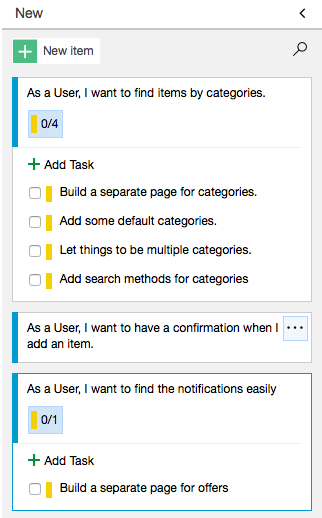 New
New item
As a User, I want to find items by categories.
0/4
Add Task
Build a separate page for categories.
Add some default categories.
Let things to be multiple categories.
Add search methods for categories
As a User, I want to have a confirmation when I
add an item.
As a User, I want to find the notifications easily
0/1
Add Task
Build a separate page for offers